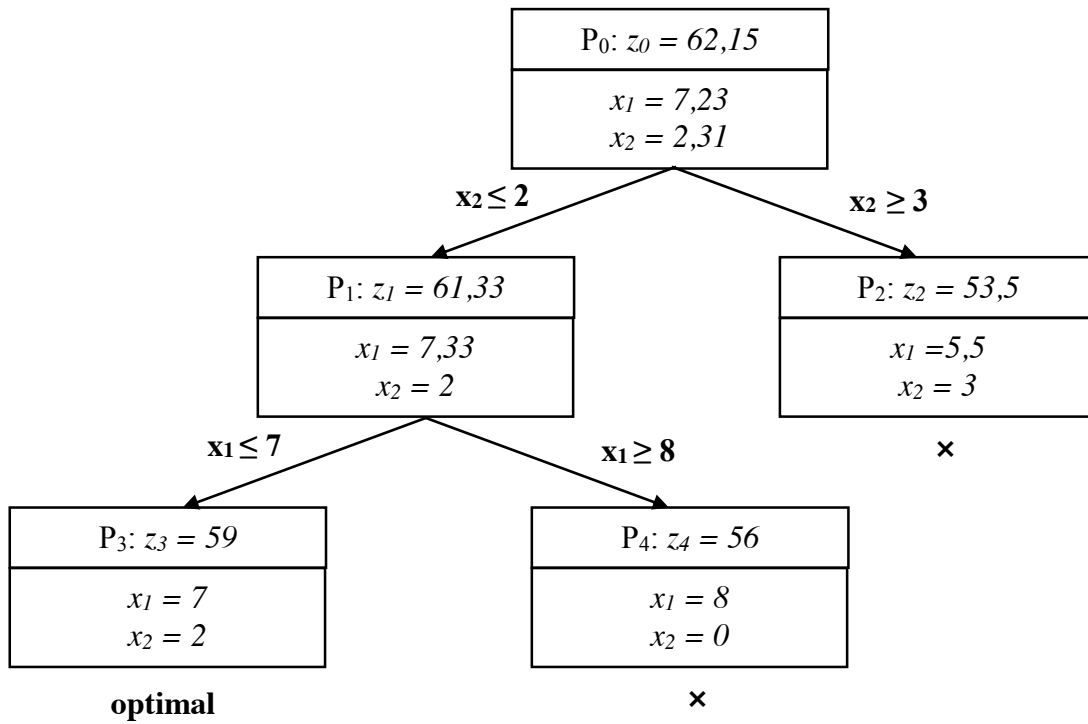 P₀: z₀ = 62,15
x₁ = 7,23
x₂ = 2,31
x₂ ≤ 2
x₂ ≥ 3
P₁: z₁ = 61,33
x₁ = 7,33
x₂ = 2
P₂: z₂ = 53,5
x₁ =5,5
x₂ = 3
×
x₁ ≤ 7
x₁ ≥ 8
P₃: z₃ = 59
x₁ = 7
x₂ = 2
optimal
P₄: z₄ = 56
x₁ = 8
x₂ = 0
×